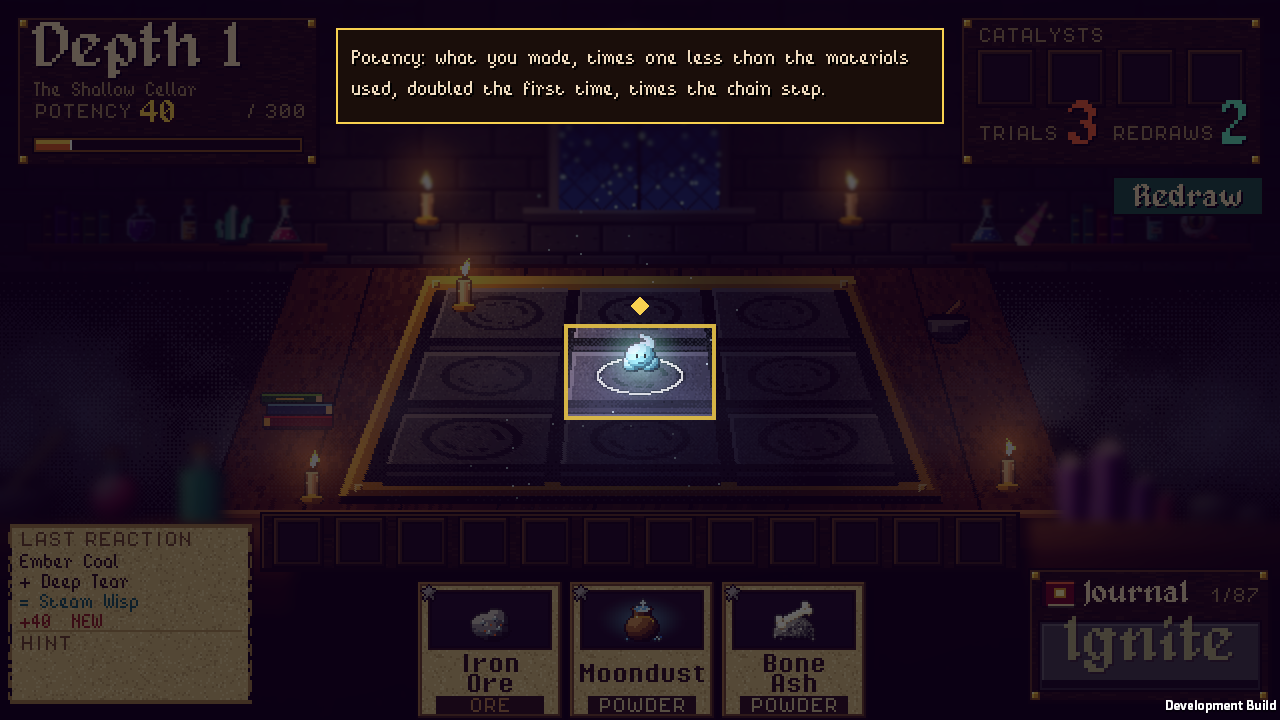 Depth 1
The Shallow Cellar
POTENCY 40 / 300
Potency: what you made, times one less than the materials
used, doubled the first time, times the chain step.
CATALYSTS
TRIALS 3 REDRAWS 2
Redraw
LAST REACTION
Ember Coal
+ Deep Tear
= Steam Wisp
+40 NEW
HINT
Iron
Ore
ORE
Moondust
POWDER
Bone
Ash
POWDER
Journal 1/87
Ignite
Development Build